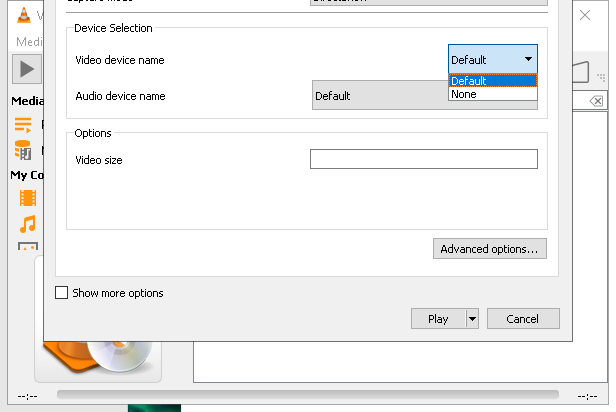 Device Selection
Video device name
Default
Default
None
Audio device name
Default
Options
Video size
Advanced options...
Show more options
Play
Cancel
Medi
Media
My Co
--:--
--:--